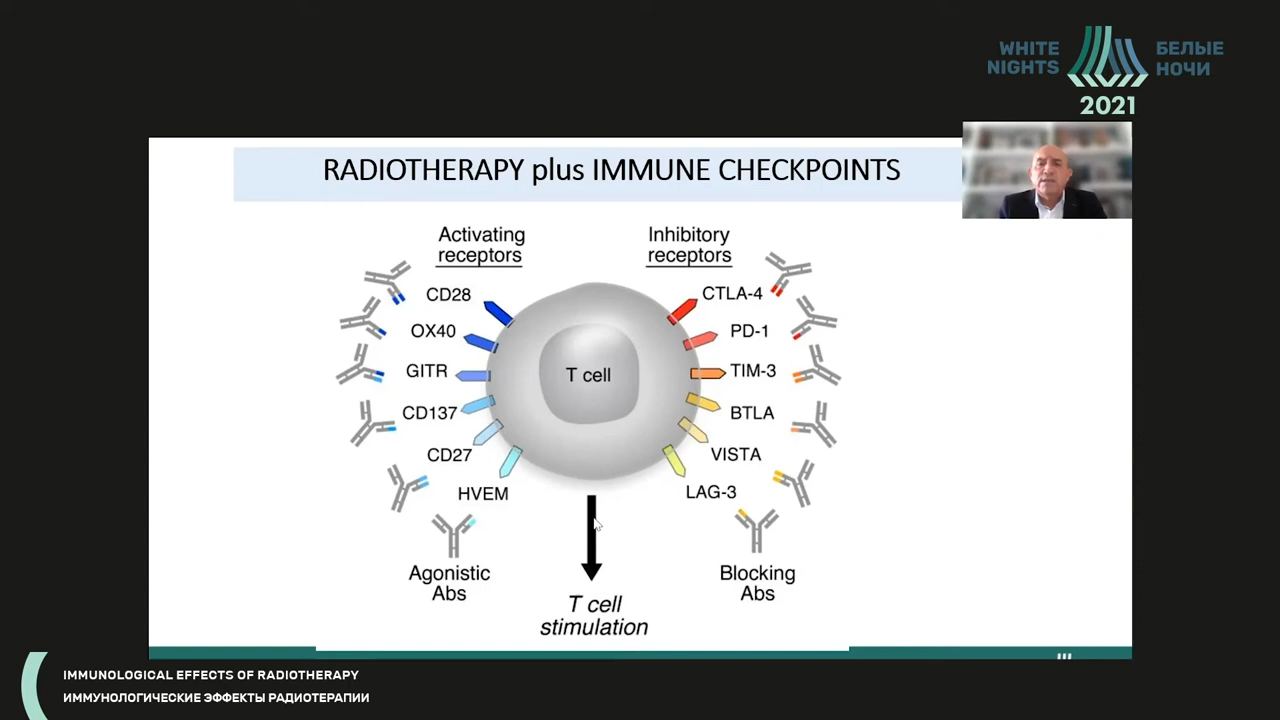 WHITE
NIGHTS
БЕЛЫЕ
НОЧИ
2021
RADIOTHERAPY plus IMMUNE CHECKPOINTS
Activating
receptors
Inhibitory
receptors
CD28
OX40
GITR
CD137
CD27
HVEM
T cell
CTLA-4
PD-1
TIM-3
BTLA
VISTA
LAG-3
Agonistic
Abs
Blocking
Abs
T cell
stimulation
IMMUNOLOGICAL EFFECTS OF RADIOTHERAPY
ИММУНОЛОГИЧЕСКИЕ ЭФФЕКТЫ РАДИОТЕРАПИИ